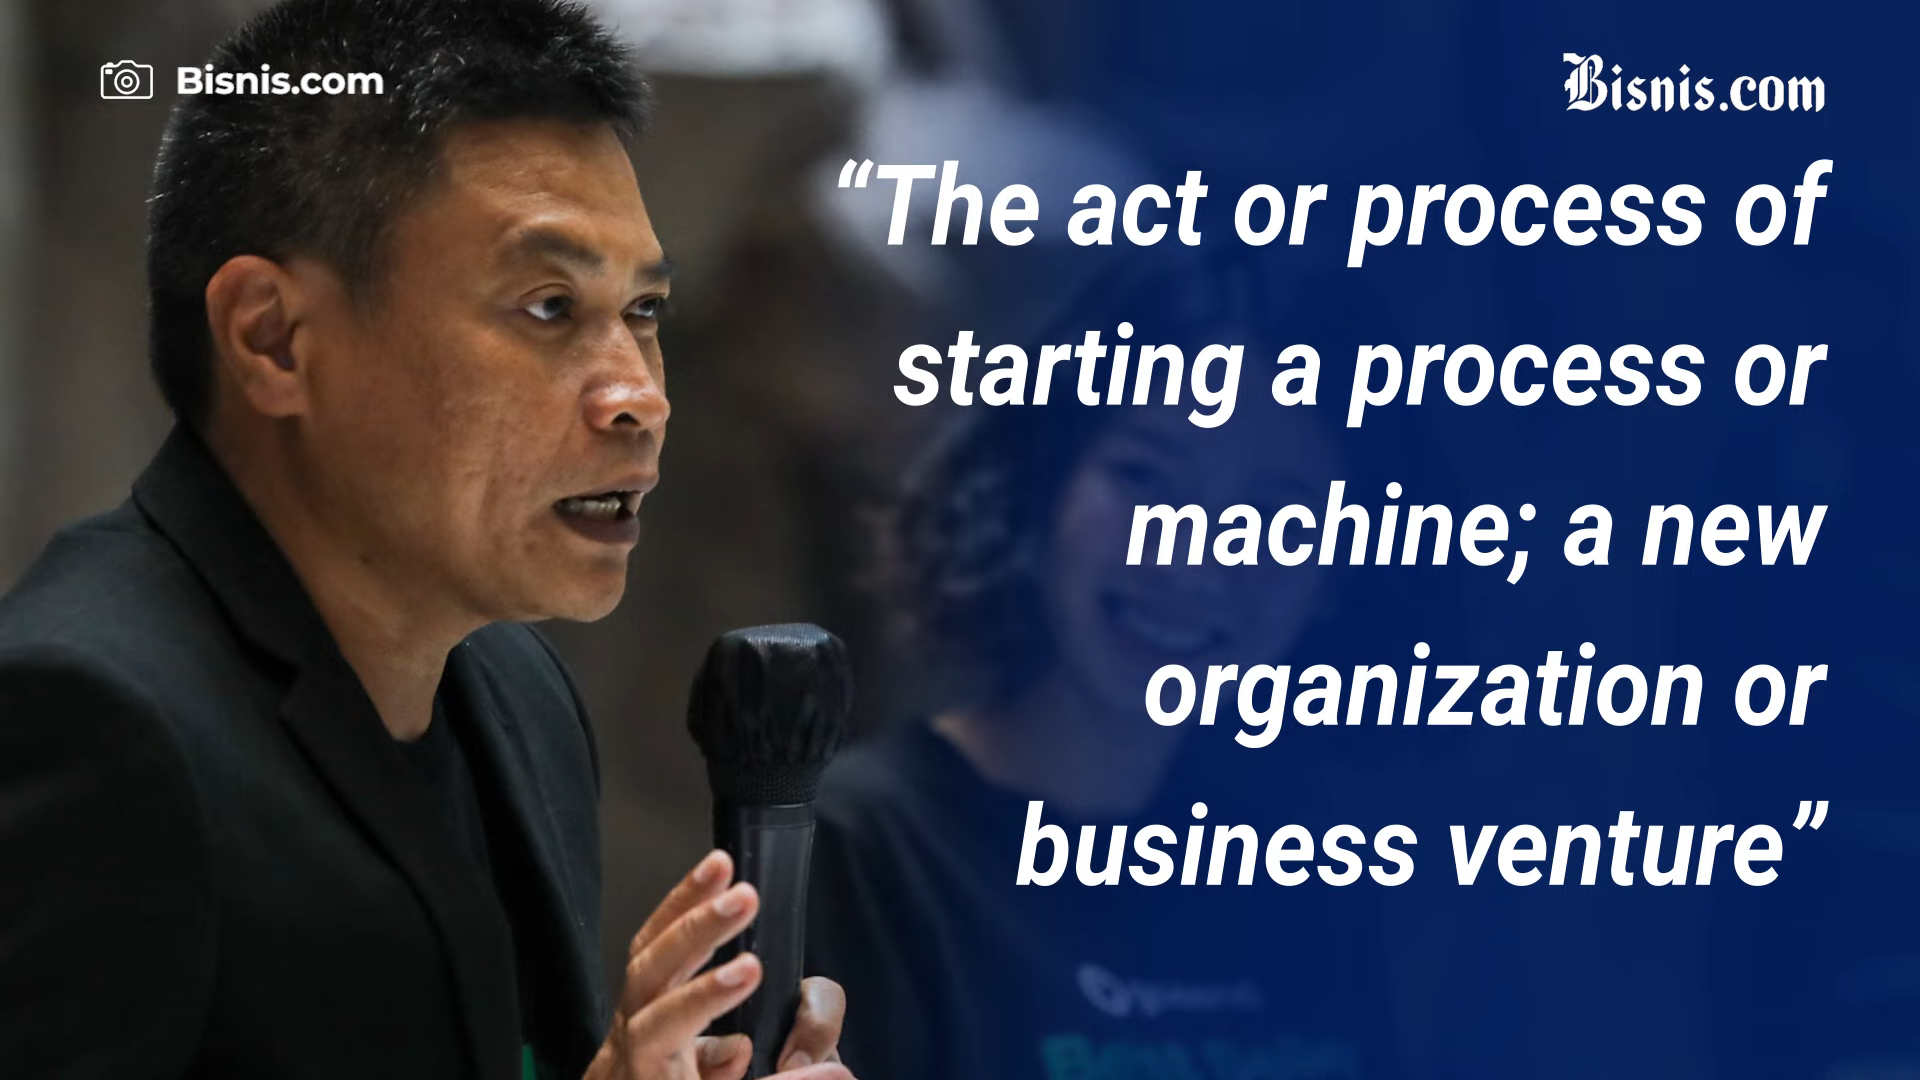 Bisnis.com
Bisnis.com
“The act or process of
starting a process or
machine; a new
organization or
business venture”